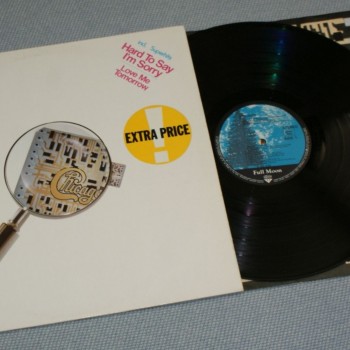 incl. Superhits
Hard To Say
I'm Sorry
Love Me
Tomorrow
EXTRA PRICE
Chicago
Full Moon